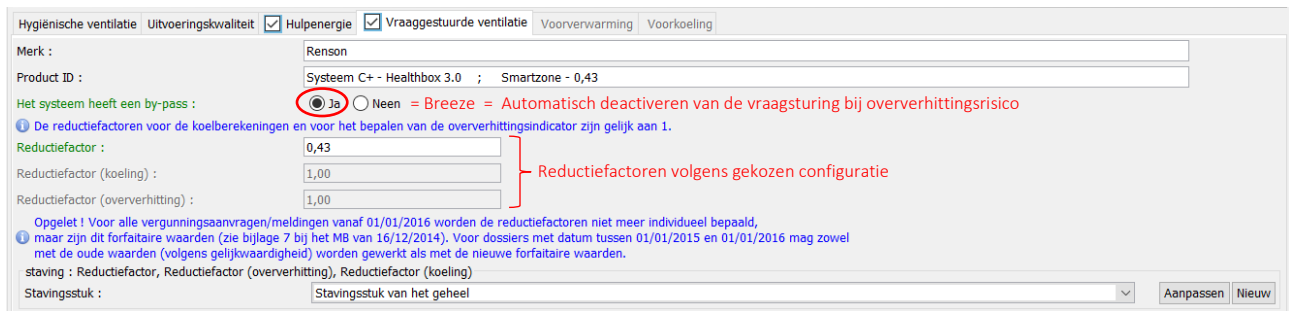 Hygiënische ventilatie Uitvoeringskwaliteit Hulpenergie Vraaggestuurde ventilatie Voorverwarming Voorkoeling
Merk : Renson
Product ID : Systeem C+ - Healthbox 3.0 ; Smartzone - 0,43
Het systeem heeft een by-pass : Ja Neen = Breeze = Automatisch deactiveren van de vraagsturing bij oververhittingsrisico
De reductiefactoren voor de koelberekeningen en voor het bepalen van de oververhittingsindicator zijn gelijk aan 1.
Reductiefactor : 0,43
Reductiefactor (koeling) : 1,00
Reductiefactoren volgens gekozen configuratie
Reductiefactor (oververhitting) : 1,00
Opgelet ! Voor alle vergunningsaanvragen/meldingen vanaf 01/01/2016 worden de reductiefactoren niet meer individueel bepaald,
maar zijn dit forfaitaire waarden (zie bijlage 7 bij het MB van 16/12/2014). Voor dossiers met datum tussen 01/01/2015 en 01/01/2016 mag zowel
met de oude waarden (volgens gelijkwaardigheid) worden gewerkt als met de nieuwe forfaitaire waarden.
staving : Reductiefactor, Reductiefactor (oververhitting), Reductiefactor (koeling)
Stavingsstuk : Stavingsstuk van het geheel Aanpassen Nieuw